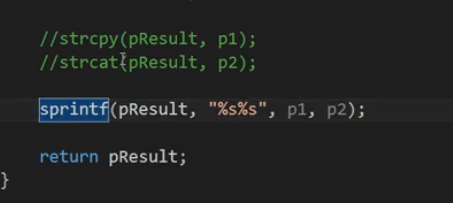 //strcpy(pResult, p1);
//strcat(pResult, p2);
sprintf(pResult, "%s%s", p1, p2);
return pResult;
}